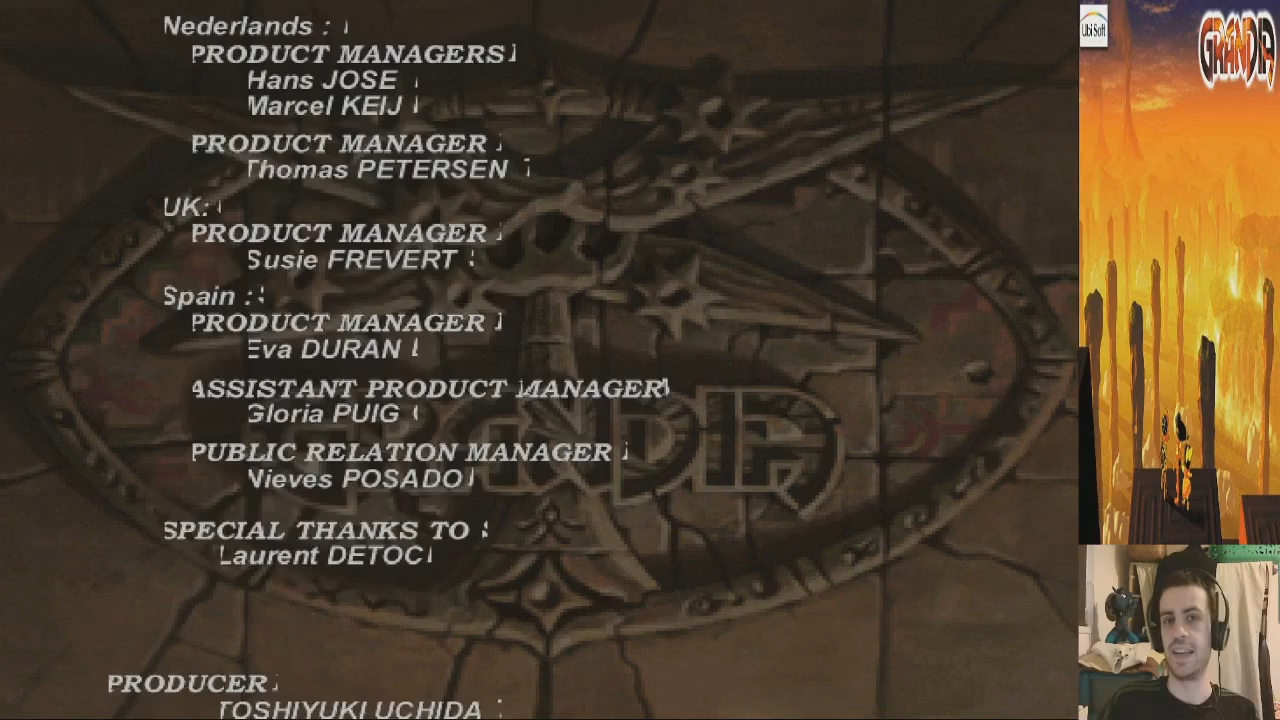 Nederlands :
PRODUCT MANAGERS
Hans JOSE
Marcel KEIJ
PRODUCT MANAGER
Thomas PETERSEN
UK:
PRODUCT MANAGER
Susie FREVERT
Spain :
PRODUCT MANAGER
Eva DURAN
ASSISTANT PRODUCT MANAGER
Gloria PUIG
PUBLIC RELATION MANAGER
Nieves POSADO
SPECIAL THANKS TO
Laurent DETOC
PRODUCER
TOSHIYUKI UCHIDA
GRANDIA
Ubi Soft
GRANDIA